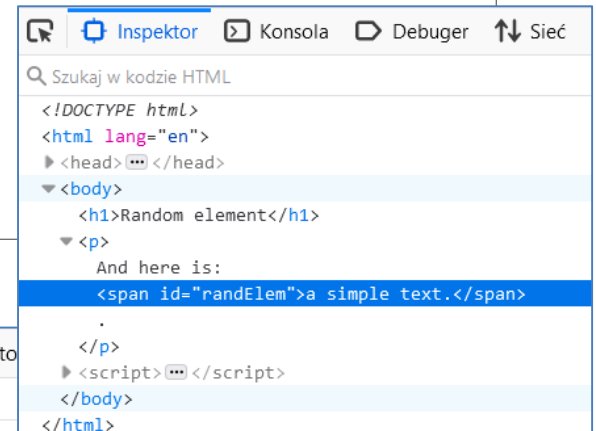 Inspektor Konsola Debuger Sieć
Szukaj w kodzie HTML
<!DOCTYPE html>
<html lang="en">
<head>···</head>
<body>
<h1>Random element</h1>
<p>
And here is:
<span id="randElem">a simple text.</span>
.
</p>
<script>···</script>
</body>
</html>
to